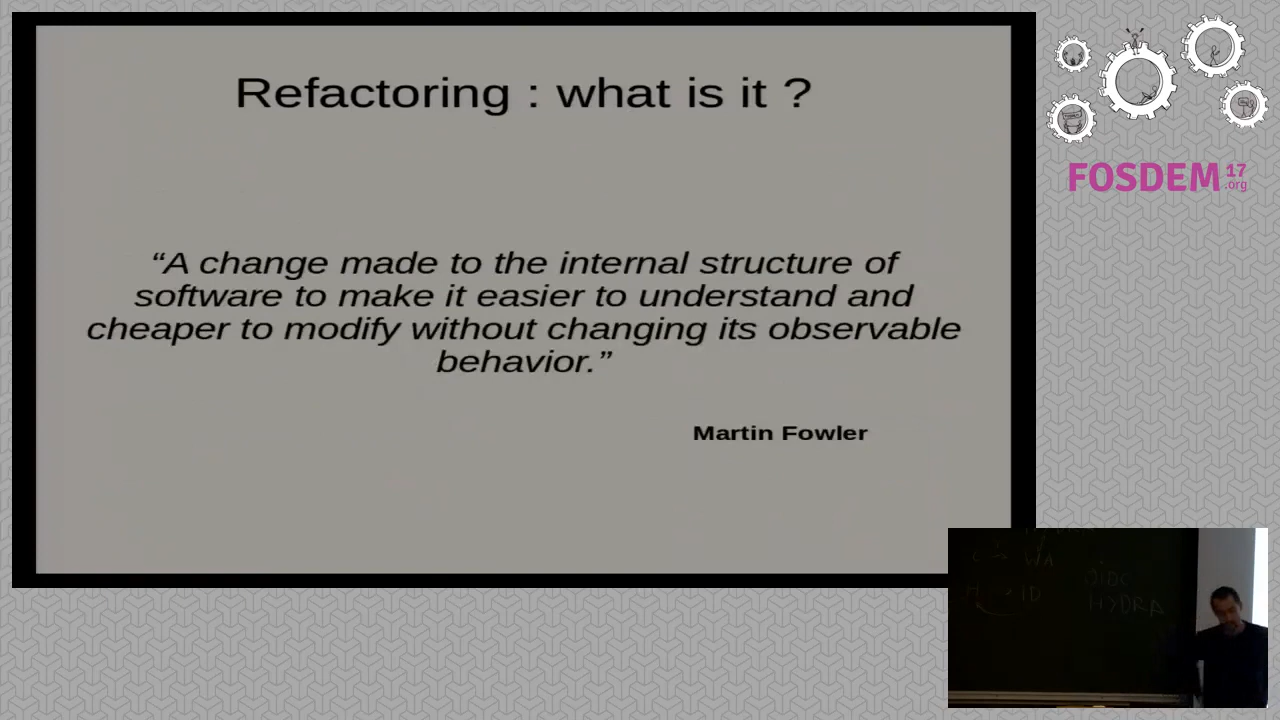 Refactoring : what is it ?
“A change made to the internal structure of
software to make it easier to understand and
cheaper to modify without changing its observable
behavior.”
Martin Fowler
FOSDEM 17
.org
HYDRA